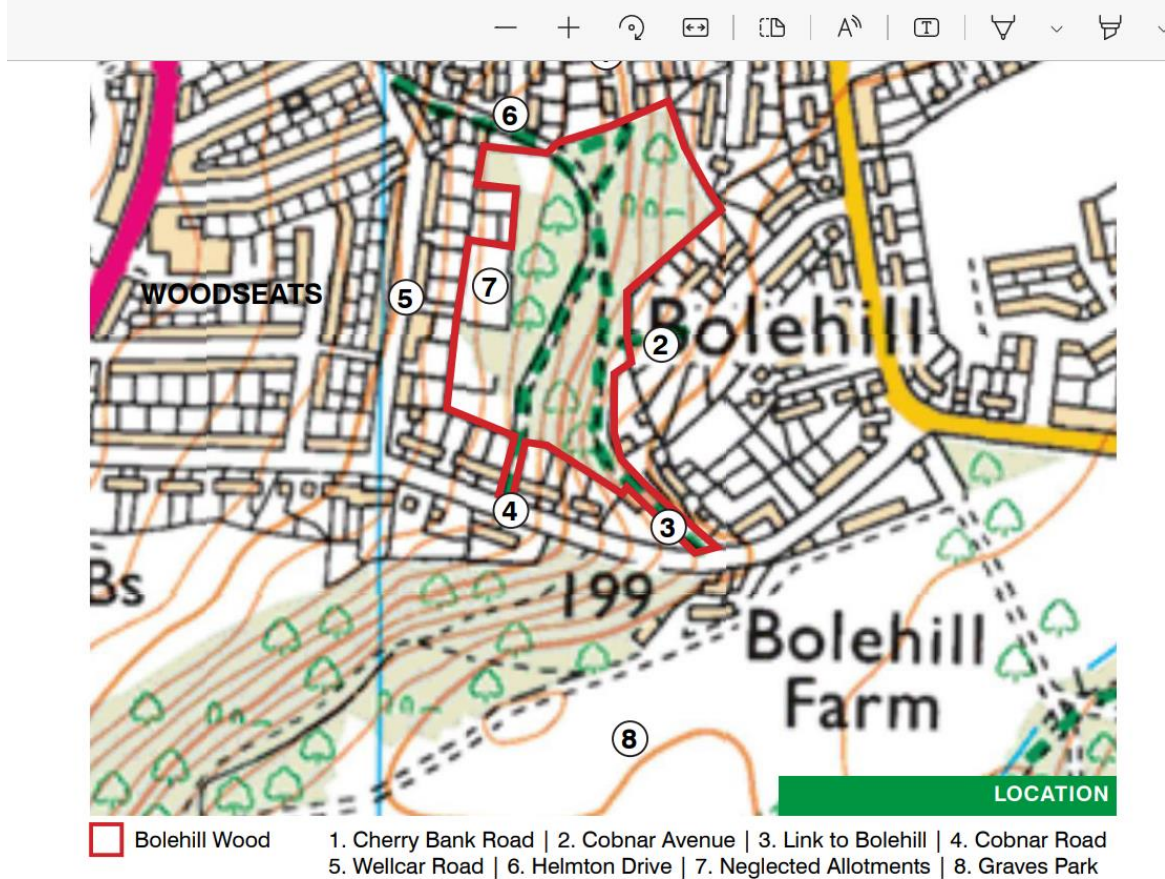 6
WOODSEATS
5
7
Bolehill
2
4
3
199
Bs
Bolehill
Farm
8
LOCATION
Bolehill Wood
1. Cherry Bank Road | 2. Cobnar Avenue | 3. Link to Bolehill | 4. Cobnar Road
5. Wellcar Road | 6. Helmton Drive | 7. Neglected Allotments | 8. Graves Park